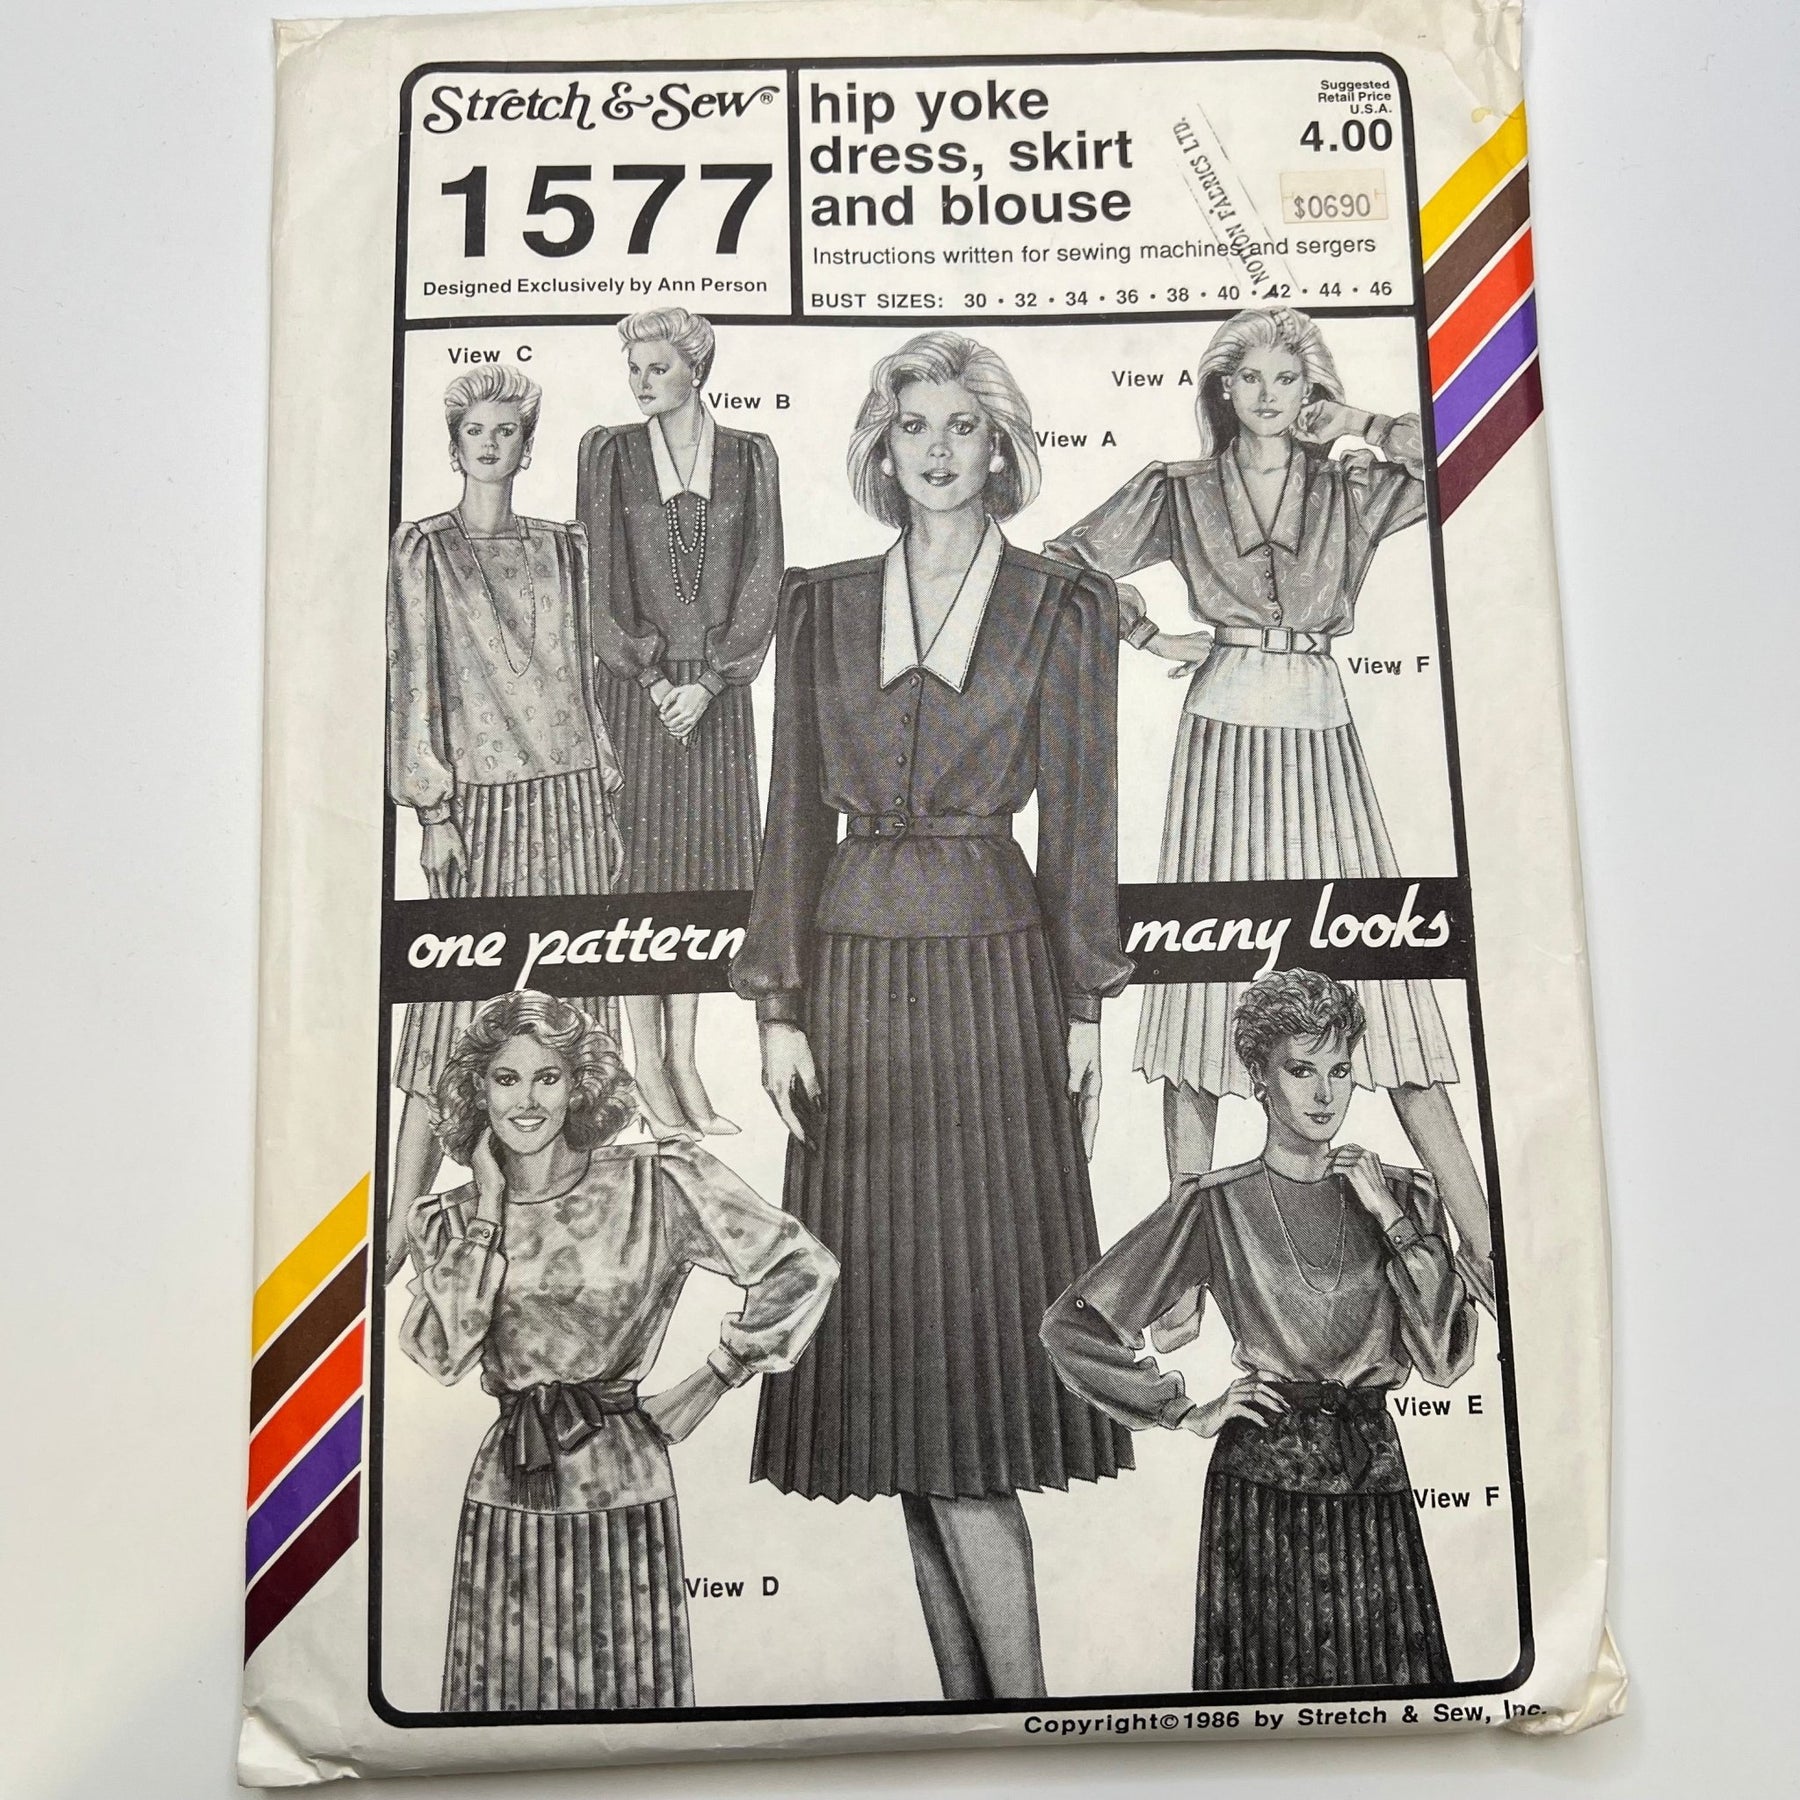 Stretch & Sew®
1577
Designed Exclusively by Ann Person
hip yoke
dress, skirt
and blouse
Instructions written for sewing machines and sergers
BUST SIZES: 30 • 32 • 34 • 36 • 38 • 40 • 42 • 44 • 46
Suggested
Retail Price
U.S.A.
4.00
$0690
NOTION FABRICS LTD.
View C
View B
View A
View A
View F
one pattern many looks
View D
View E
View F
Copyright©1986 by Stretch & Sew, Inc.